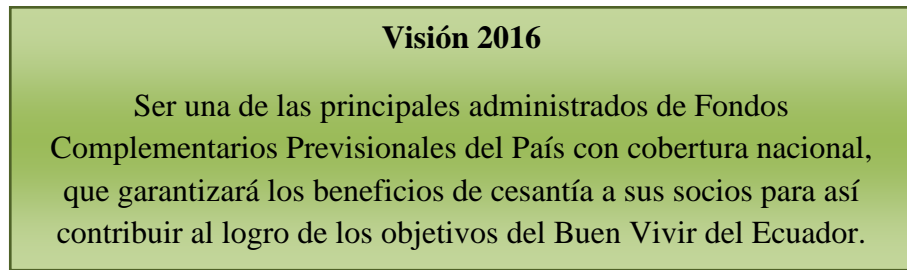 Visión 2016
Ser una de las principales administrados de Fondos
Complementarios Previsionales del País con cobertura nacional,
que garantizará los beneficios de cesantía a sus socios para así
contribuir al logro de los objetivos del Buen Vivir del Ecuador.